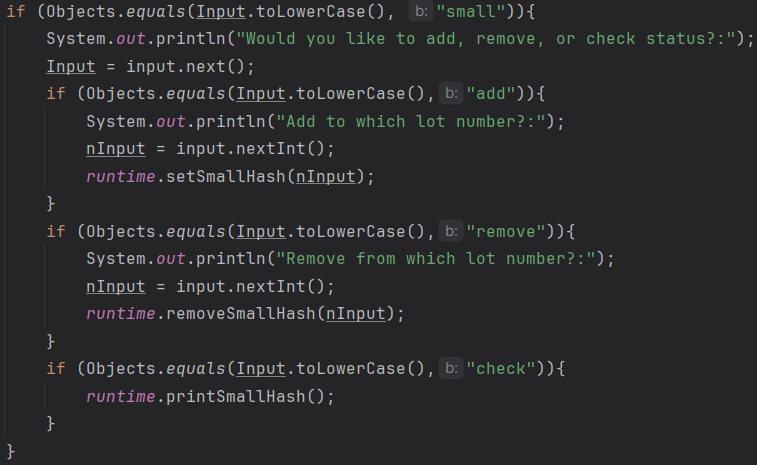 if (Objects.equals(Input.toLowerCase(), b: "small")){
    System.out.println("Would you like to add, remove, or check status?:");
    Input = input.next();
    if (Objects.equals(Input.toLowerCase(), b: "add")){
        System.out.println("Add to which lot number?:");
        nInput = input.nextInt();
        runtime.setSmallHash(nInput);
    }
    if (Objects.equals(Input.toLowerCase(), b: "remove")){
        System.out.println("Remove from which lot number?:");
        nInput = input.nextInt();
        runtime.removeSmallHash(nInput);
    }
    if (Objects.equals(Input.toLowerCase(), b: "check")){
        runtime.printSmallHash();
    }
}